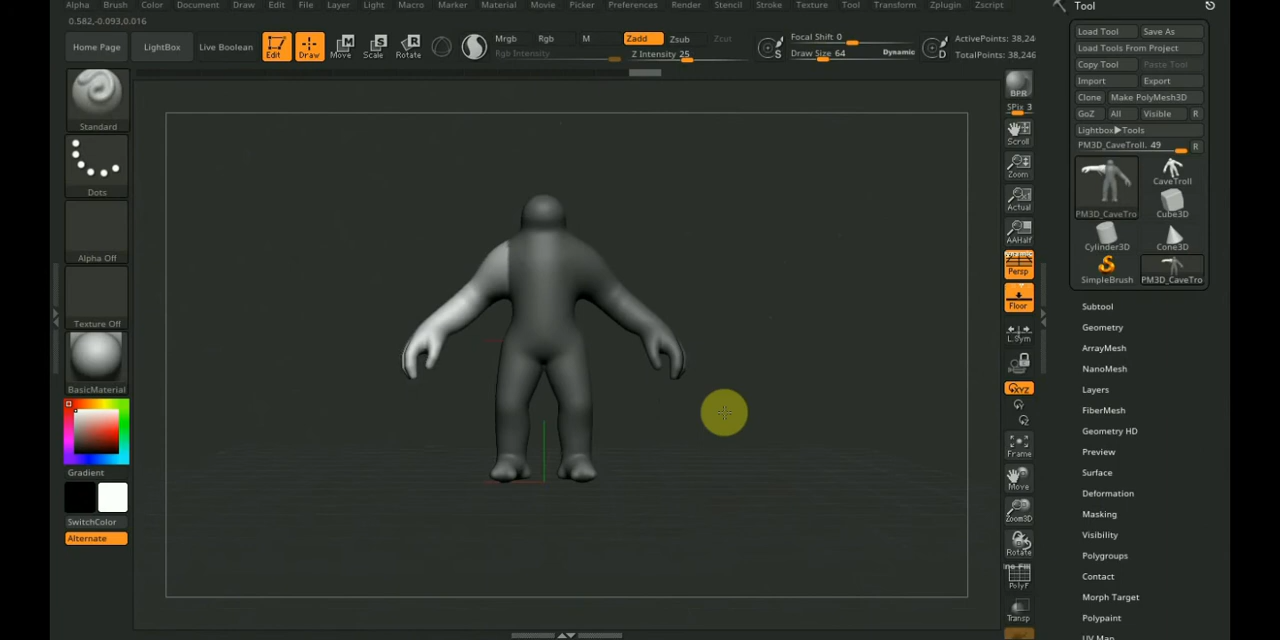 Alpha Brush Color Document Draw Edit File Layer Light Macro Marker Material Movie Picker Preferences Render Stencil Stroke Texture Tool Transform Zplugin Zscript
0.582,-0.093,0.016
Home Page LightBox Live Boolean Edit Draw Move Scale Rotate
Mrgb Rgb M
Rgb Intensity
Zadd Zsub Zcut
Z Intensity 25
S
Focal Shift 0
Draw Size 64 Dynamic
D
ActivePoints: 38,24
TotalPoints: 38,246
Standard
Dots
Alpha Off
Texture Off
BasicMaterial
Gradient
SwitchColor
Alternate
BPR
SPix 3
Scroll
Zoom
Actual
AAHalf
Persp
Floor
L.Sym
XYZ
Frame
Move
Zoom3D
Rotate
PolyF
Transp
Tool
Load Tool Save As
Load Tools From Project
Copy Tool Paste Tool
Import Export
Clone Make PolyMesh3D
GoZ All Visible R
Lightbox▶Tools
PM3D_CaveTroll. 49 R
PM3D_CaveTro
CaveTroll
Cube3D
Cylinder3D Cone3D
SimpleBrush PM3D_CaveTro
Subtool
Geometry
ArrayMesh
NanoMesh
Layers
FiberMesh
Geometry HD
Preview
Surface
Deformation
Masking
Visibility
Polygroups
Contact
Morph Target
Polypaint
UV Map